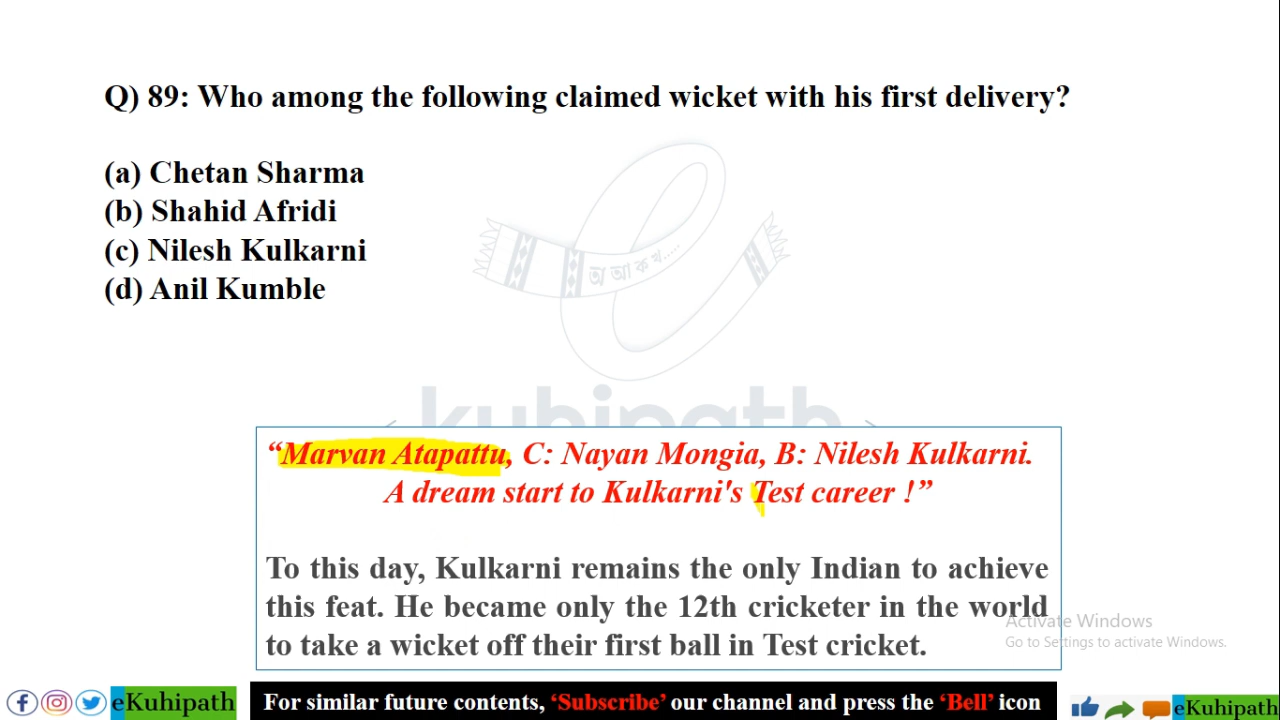 Q) 89: Who among the following claimed wicket with his first delivery?
(a) Chetan Sharma
(b) Shahid Afridi
(c) Nilesh Kulkarni
(d) Anil Kumble
অ আ ক খ.....
kuhipath
“Marvan Atapattu, C: Nayan Mongia, B: Nilesh Kulkarni.
A dream start to Kulkarni's Test career !”
To this day, Kulkarni remains the only Indian to achieve
this feat. He became only the 12th cricketer in the world
to take a wicket off their first ball in Test cricket.
Activate Windows
Go to Settings to activate Windows.
eKuhipath
For similar future contents, ‘Subscribe’ our channel and press the ‘Bell’ icon
eKuhipath